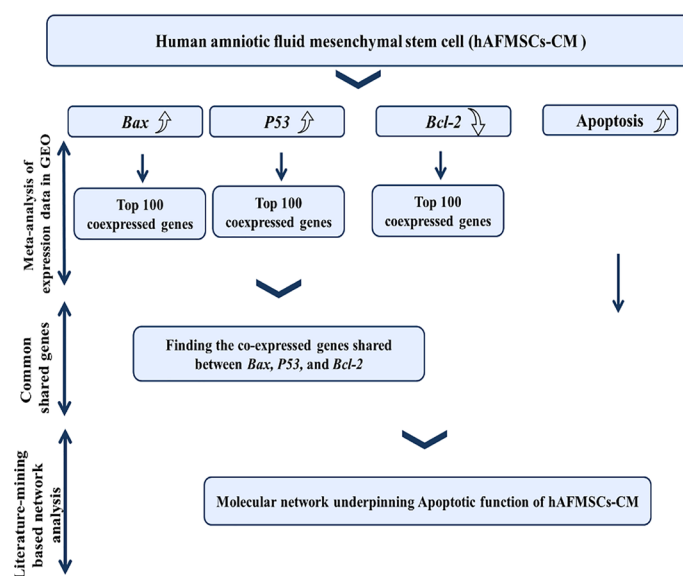 Human amniotic fluid mesenchymal stem cell (hAFMSCs-CM )
Bax
P53
Bcl-2
Apoptosis
Meta-analysis of
expression data in GEO
Top 100
coexpressed genes
Top 100
coexpressed genes
Top 100
coexpressed genes
Common
shared genes
Finding the co-expressed genes shared
between Bax, P53, and Bcl-2
Literature-mining
based network
analysis
Molecular network underpinning Apoptotic function of hAFMSCs-CM